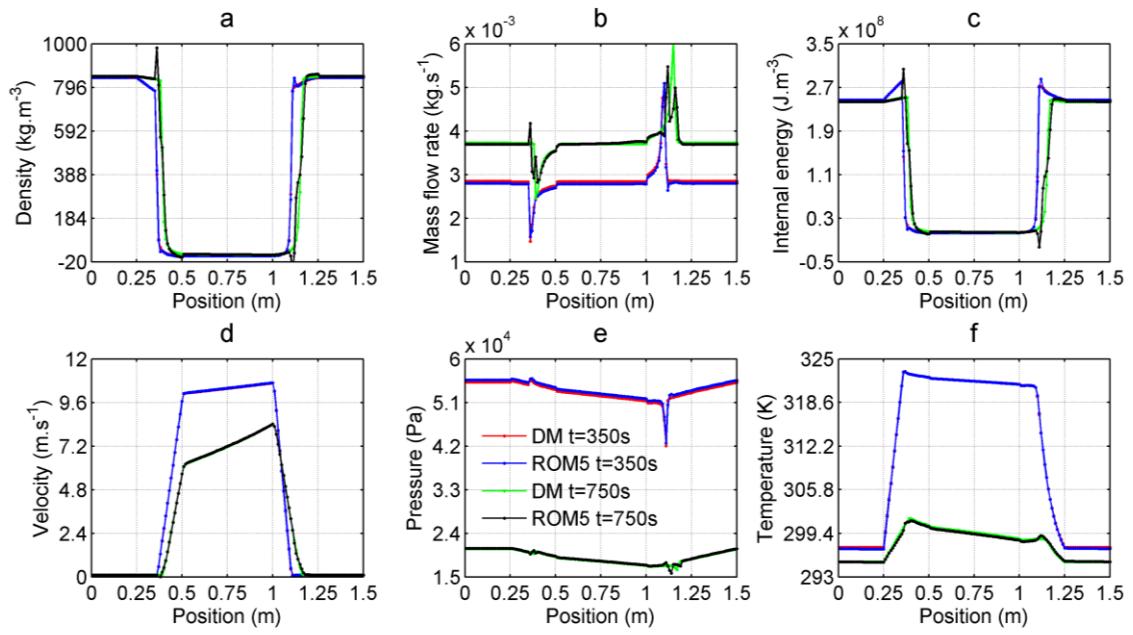 a
Density (kg.m⁻³)
1000
796
592
388
184
-20
0 0.25 0.5 0.75 1 1.25 1.5
Position (m)
b
x 10⁻³
Mass flow rate (kg.s⁻¹)
6
5
4
3
2
1
0 0.25 0.5 0.75 1 1.25 1.5
Position (m)
c
x 10⁸
Internal energy (J.m⁻³)
3.5
2.7
1.9
1.1
0.3
-0.5
0 0.25 0.5 0.75 1 1.25 1.5
Position (m)
d
Velocity (m.s⁻¹)
12
9.6
7.2
4.8
2.4
0
0 0.25 0.5 0.75 1 1.25 1.5
Position (m)
e
x 10⁴
Pressure (Pa)
6
5.1
4.2
3.3
2.4
1.5
DM t=350s
ROM5 t=350s
DM t=750s
ROM5 t=750s
0 0.25 0.5 0.75 1 1.25 1.5
Position (m)
f
Temperature (K)
325
318.6
312.2
305.8
299.4
293
0 0.25 0.5 0.75 1 1.25 1.5
Position (m)